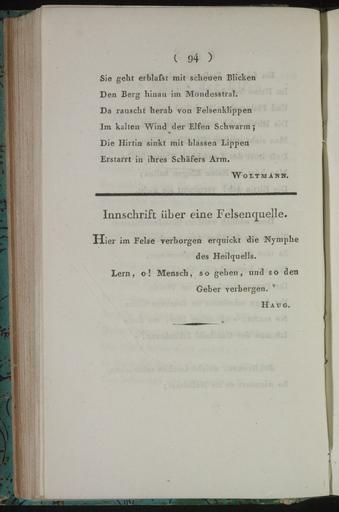 ( 94 )
Sie geht erblaſst mit scheuen Blicken
Den Berg hinan im Mondesstral.
Da rauscht herab von Felsenklippen
Im kalten Wind der Elfen Schwarm;
Die Hirtin sinkt mit blassen Lippen
Erstarrt in ihres Schäfers Arm.
Woltmann.
Innschrift über eine Felsenquelle.
Hier im Felse verborgen erquickt die Nymphe
des Heilquells.
Lern, o! Mensch, so geben, und so den
Geber verbergen.
Haug.